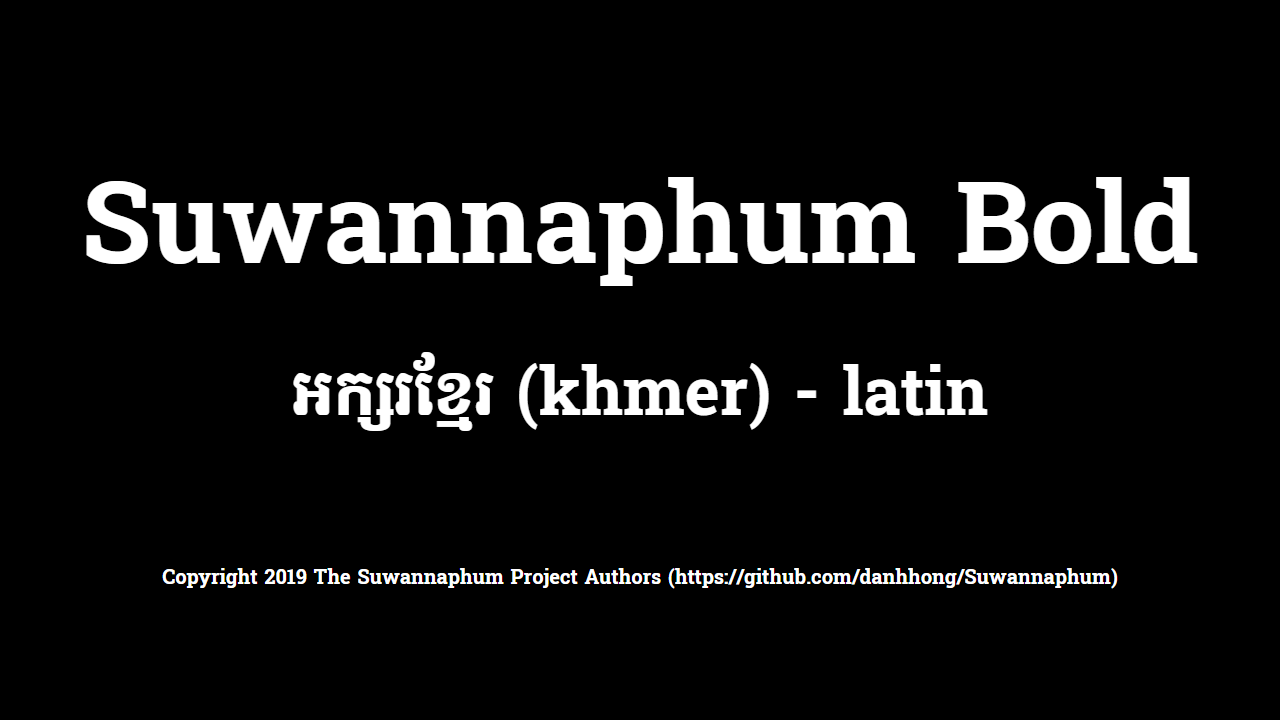 Suwannaphum Bold
អក្សរខ្មែរ (khmer) - latin
Copyright 2019 The Suwannaphum Project Authors (https://github.com/danhhong/Suwannaphum)